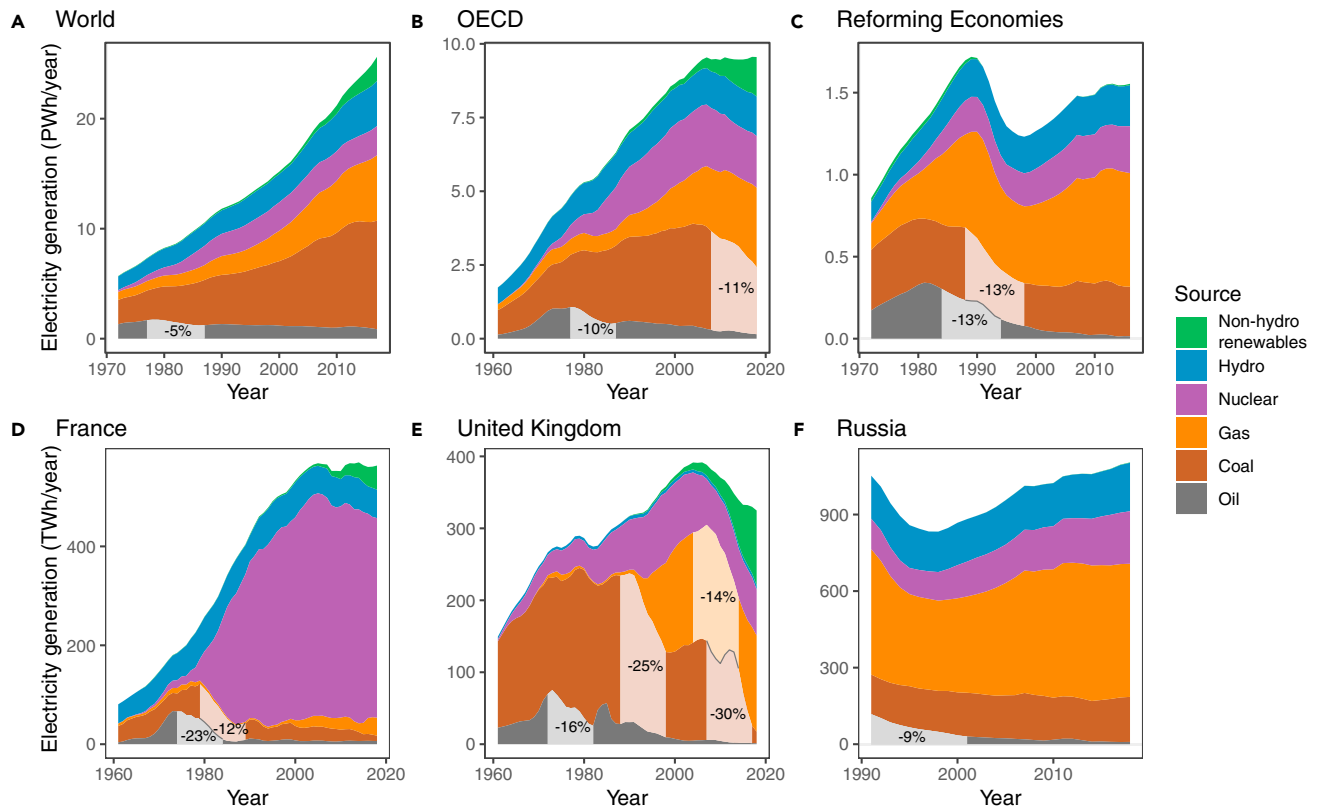 A World
B OECD
C Reforming Economies
Electricity generation (PWh/year)
20
10
0
-5%
1970 1980 1990 2000 2010
Year
10.0
7.5
5.0
2.5
0.0
-10%
-11%
1960 1980 2000 2020
Year
1.5
1.0
0.5
0.0
-13%
-13%
1970 1980 1990 2000 2010
Year
Source
Non-hydro
renewables
Hydro
Nuclear
Gas
Coal
Oil
D France
E United Kingdom
F Russia
Electricity generation (TWh/year)
400
200
0
-23%
-12%
1960 1980 2000 2020
Year
400
300
200
100
0
-16%
-25%
-14%
-30%
1960 1980 2000 2020
Year
900
600
300
0
-9%
1990 2000 2010
Year